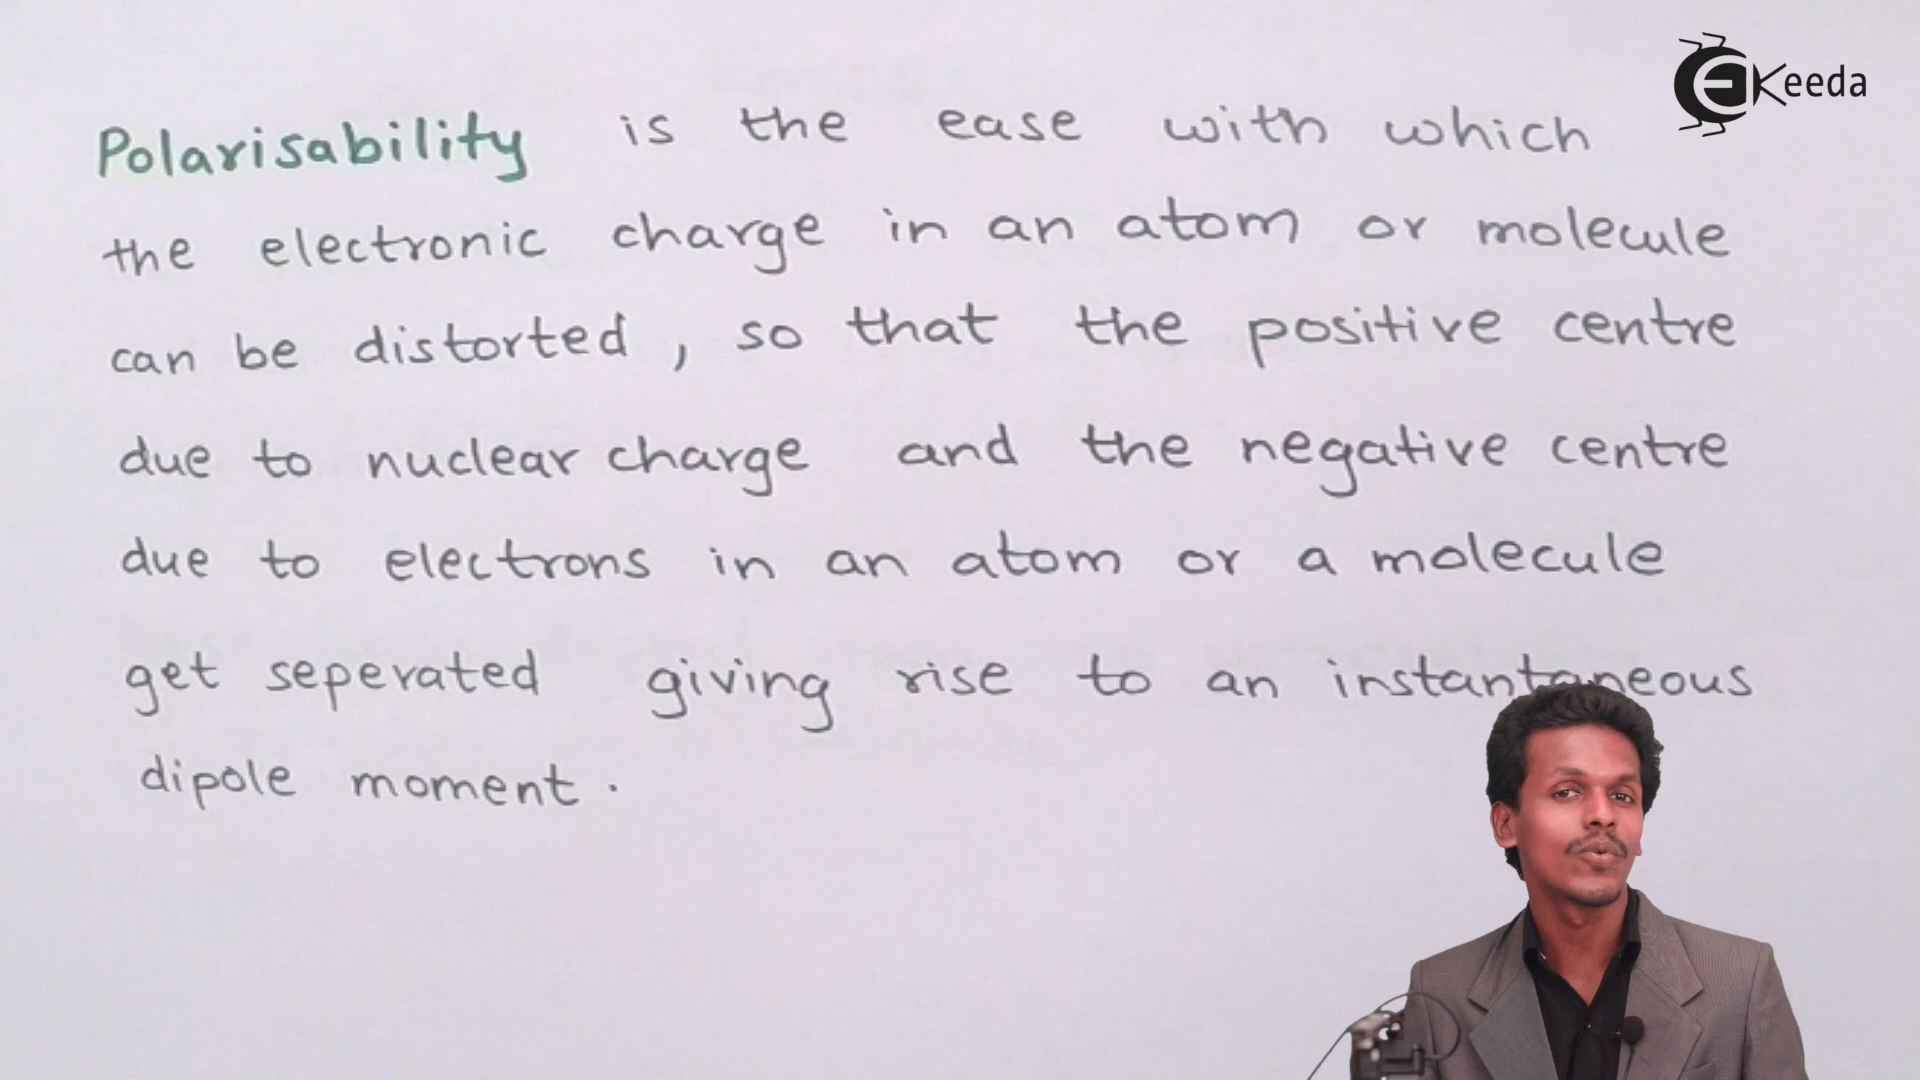 EKeeda
Polarisability is the ease with which
the electronic charge in an atom or molecule
can be distorted, so that the positive centre
due to nuclear charge and the negative centre
due to electrons in an atom or a molecule
get seperated giving rise to an instantaneous
dipole moment.